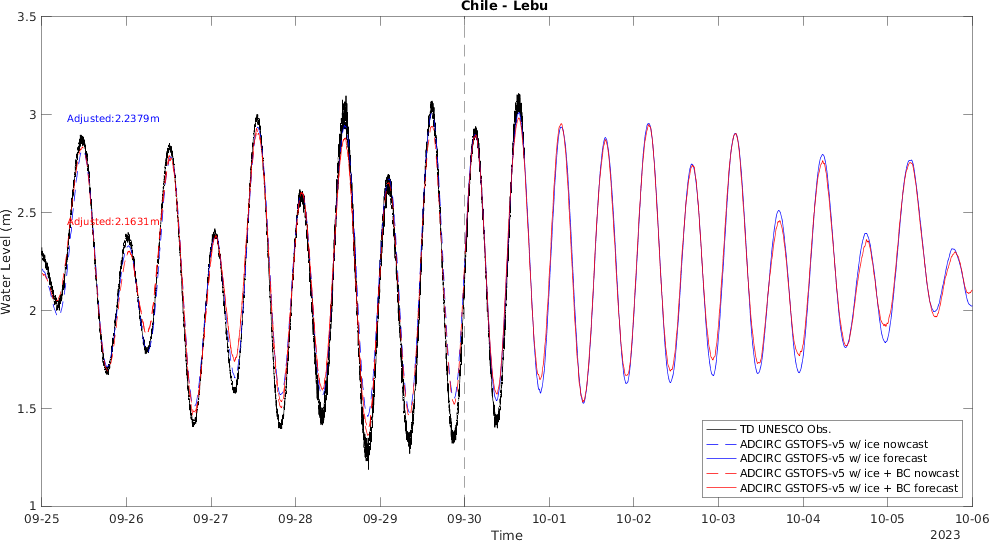 Chile - Lebu
3.5
3
2.5
2
1.5
1
Water Level (m)
Adjusted:2.2379m
Adjusted:2.1631m
TD UNESCO Obs.
ADCIRC GSTOFS-v5 w/ ice nowcast
ADCIRC GSTOFS-v5 w/ ice forecast
ADCIRC GSTOFS-v5 w/ ice + BC nowcast
ADCIRC GSTOFS-v5 w/ ice + BC forecast
09-25 09-26 09-27 09-28 09-29 09-30 10-01 10-02 10-03 10-04 10-05 10-06
Time
2023